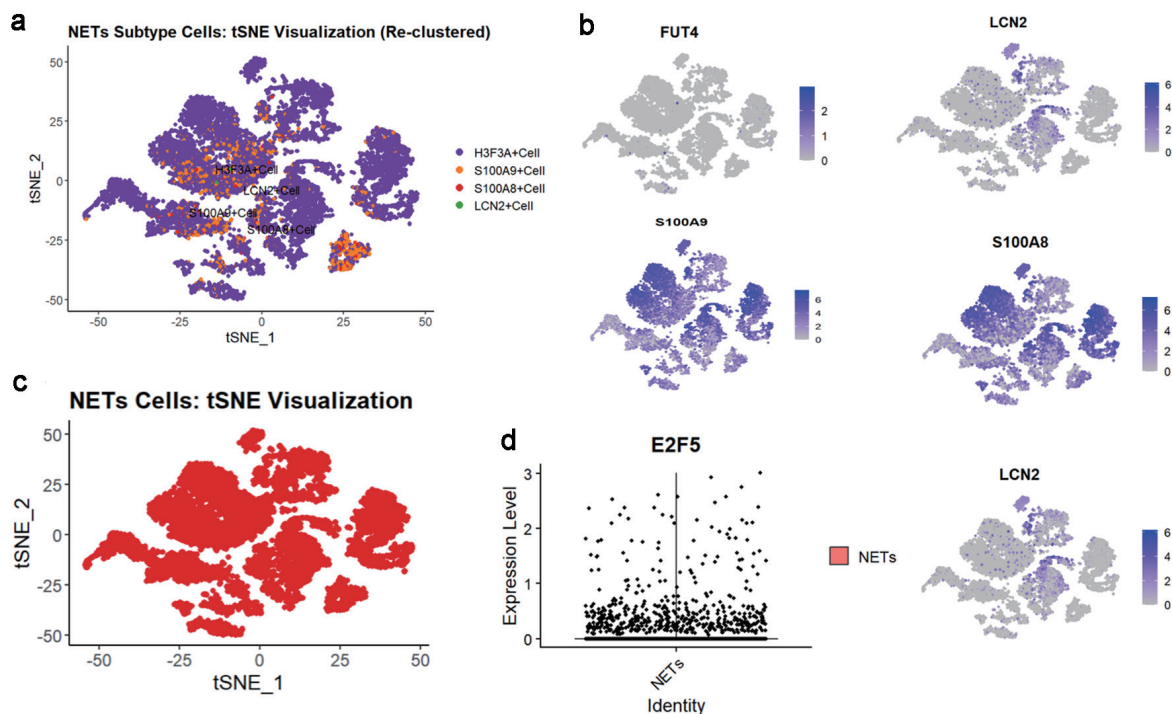 a
NETs Subtype Cells: tSNE Visualization (Re-clustered)
50
25
0
-25
-50
tSNE_2
-50
-25
0
25
50
tSNE_1
H3F3A+Cell
LCN2+Cell
S100A9+Cell
S100A8+Cell
H3F3A+Cell
S100A9+Cell
S100A8+Cell
LCN2+Cell
b
FUT4
2
1
0
LCN2
6
4
2
0
S100A9
6
4
2
0
S100A8
6
4
2
0
c
NETs Cells: tSNE Visualization
50
25
0
-25
-50
tSNE_2
-50
-25
0
25
50
tSNE_1
d
E2F5
3
2
1
0
Expression Level
NETs
Identity
NETs
LCN2
6
4
2
0